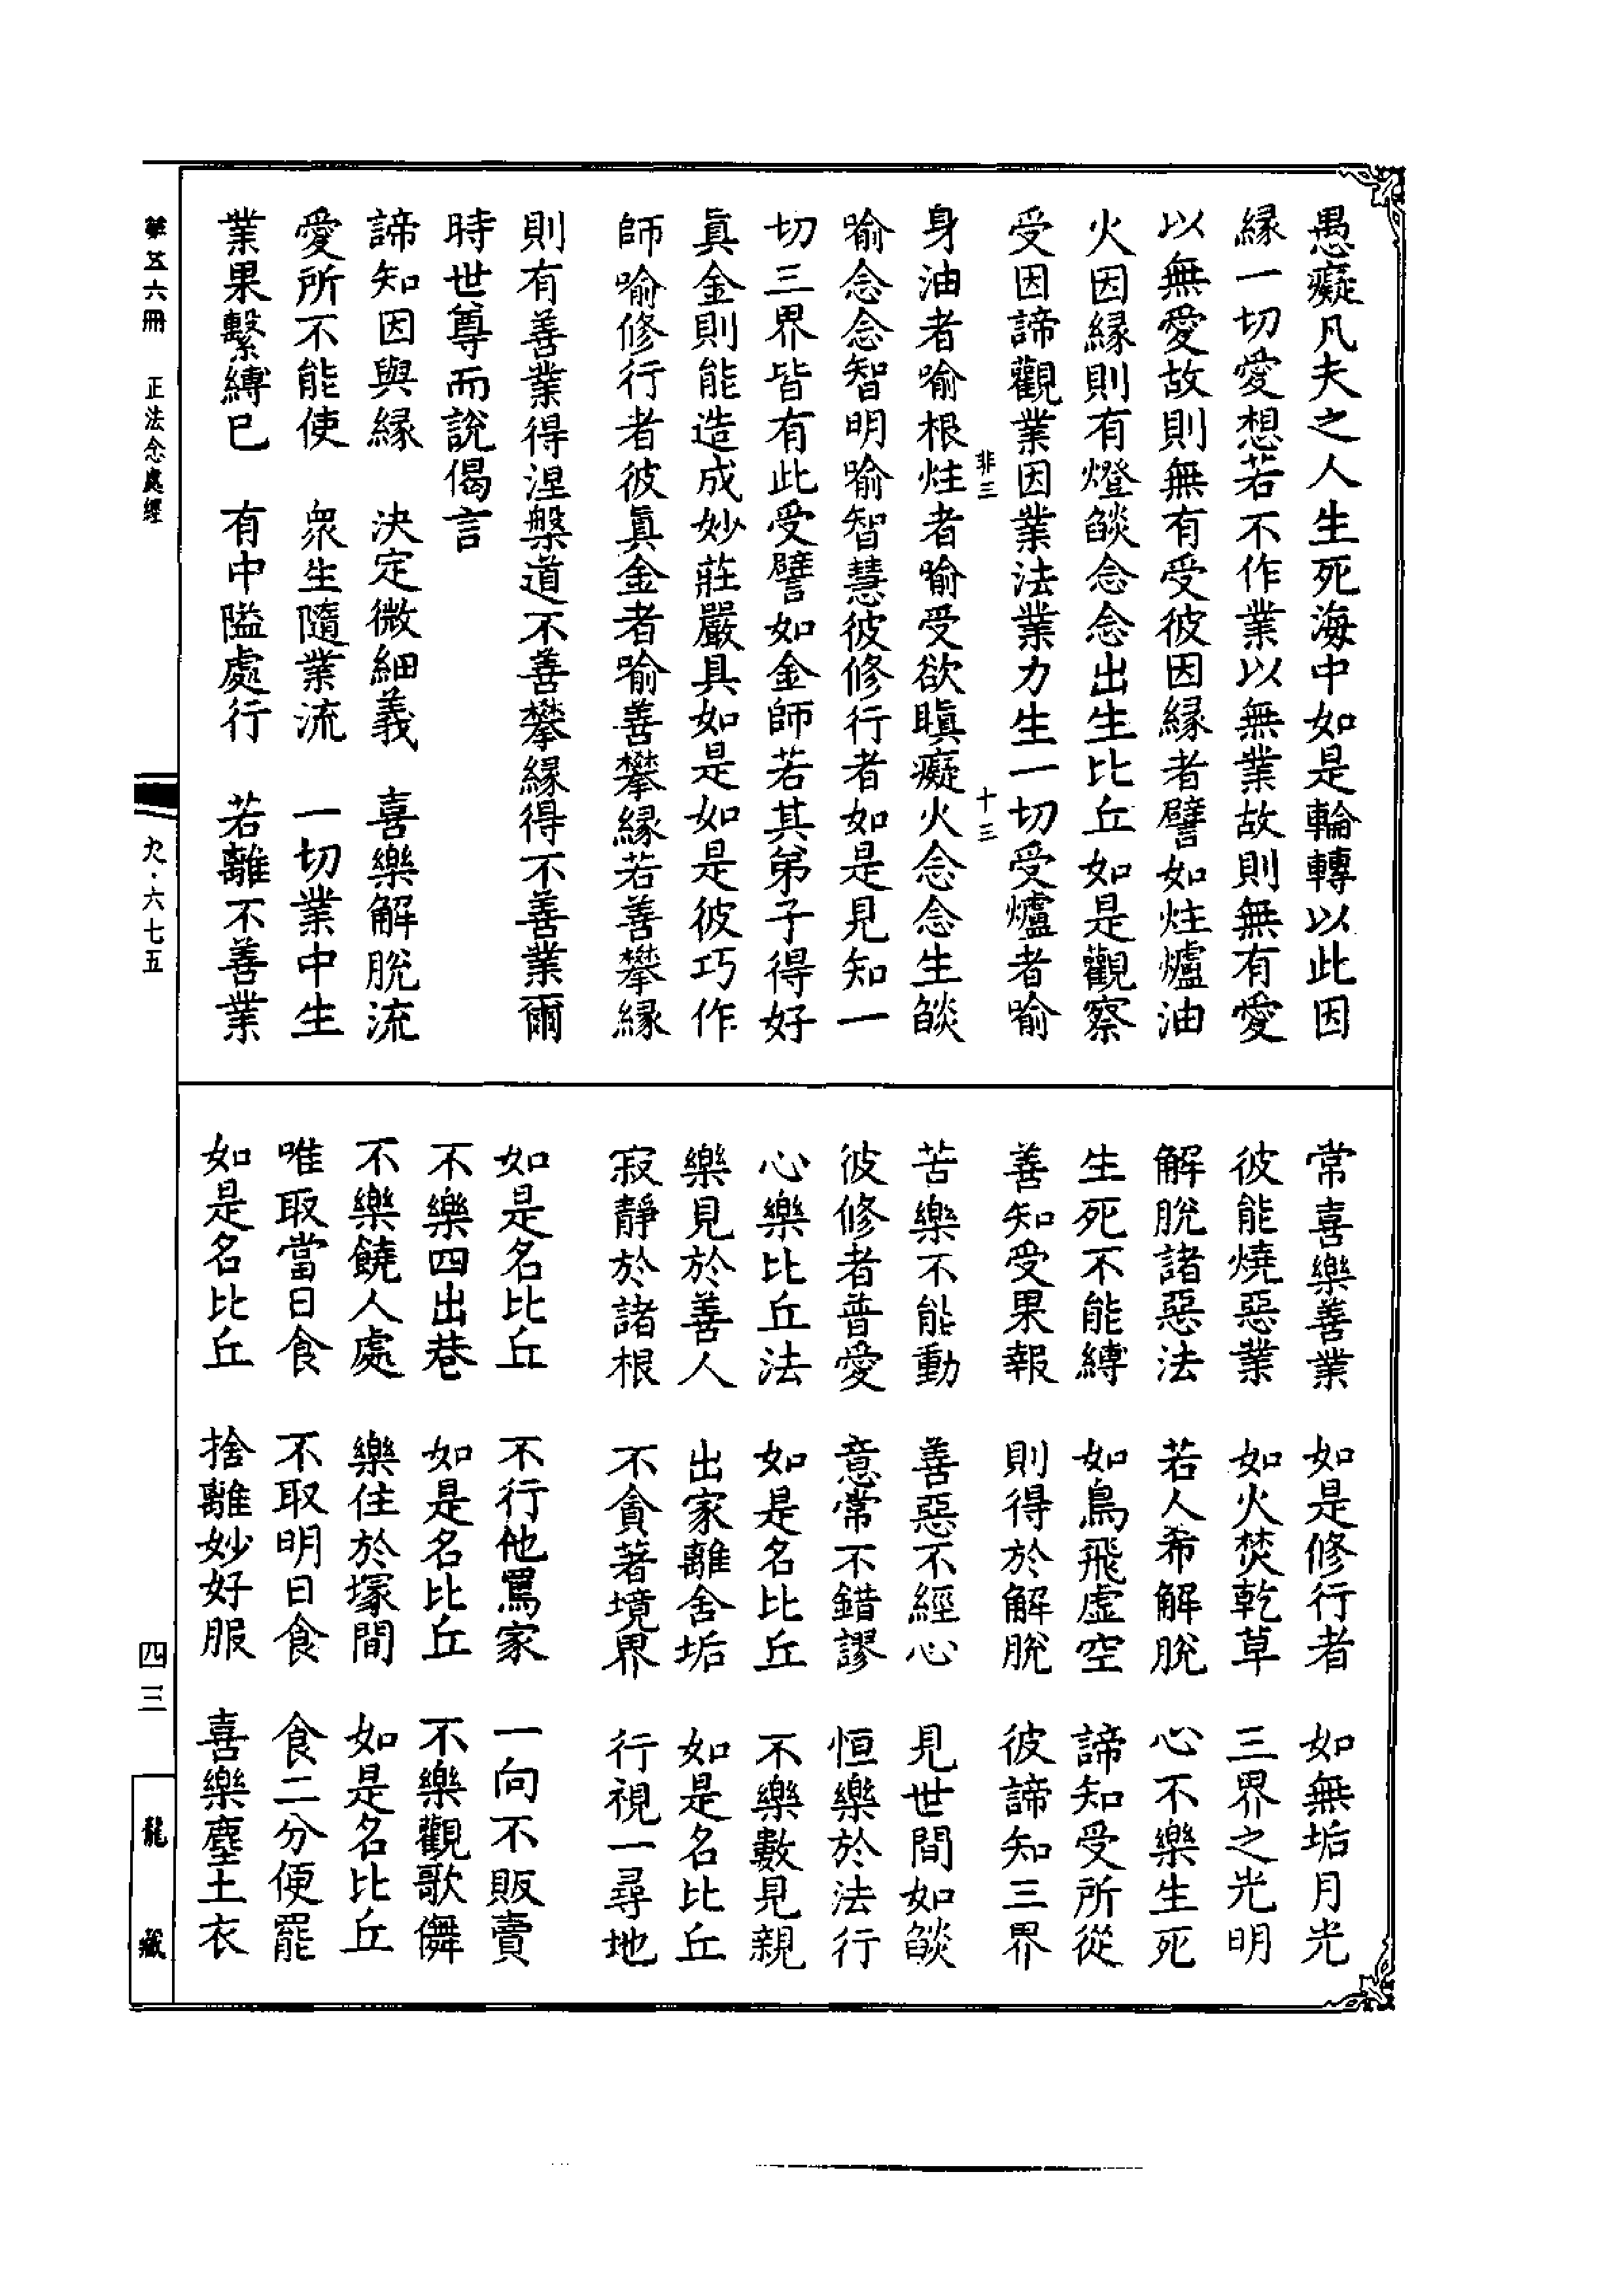 愚癡凡夫之人生死海中如是輪轉以此因
緣一切愛想若不作業以無業故則無有愛
以無愛故則無有受彼因緣者譬如炷爐油
火因緣則有燈燄念念出生比丘如是觀察
受因諦觀業因業法業力生一切受爐者喻
非三 十三
身油者喻根炷者喻受欲瞋癡火念念生燄
喻念念智明喻智慧彼修行者如是見知一
切三界皆有此受譬如金師若其弟子得好
真金則能造成妙莊嚴具如是如是彼巧作
師喻修行者彼真金者喻善攀緣若善攀緣
則有善業得涅槃道不善攀緣得不善業爾
時世尊而說偈言
諦知因與緣 決定微細義 喜樂解脫流
愛所不能使 眾生隨業流 一切業中生
業果繫縛已 有中隘處行 若離不善業
常喜樂善業 如是修行者 如無垢月光
彼能燒惡業 如火焚乾草 三界之光明
解脫諸惡法 若人希解脫 心不樂生死
生死不能縛 如鳥飛虛空 諦知受所從
善知受果報 則得於解脫 彼諦知三界
苦樂不能動 善惡不經心 見世間如燄
彼修者普愛 意常不錯謬 恒樂於法行
心樂比丘法 如是名比丘 不樂數見親
樂見於善人 出家離舍垢 如是名比丘
寂靜於諸根 不貪著境界 行視一尋地
如是名比丘 不行他罵家 一向不販賣
不樂四出巷 如是名比丘 不樂觀歌儛
不樂饒人處 樂住於塚間 如是名比丘
唯取當日食 不取明日食 食二分便罷
如是名比丘 捨離妙好服 喜樂塵土衣
第五六冊 正法念處經
九·六七五
四三
龍藏